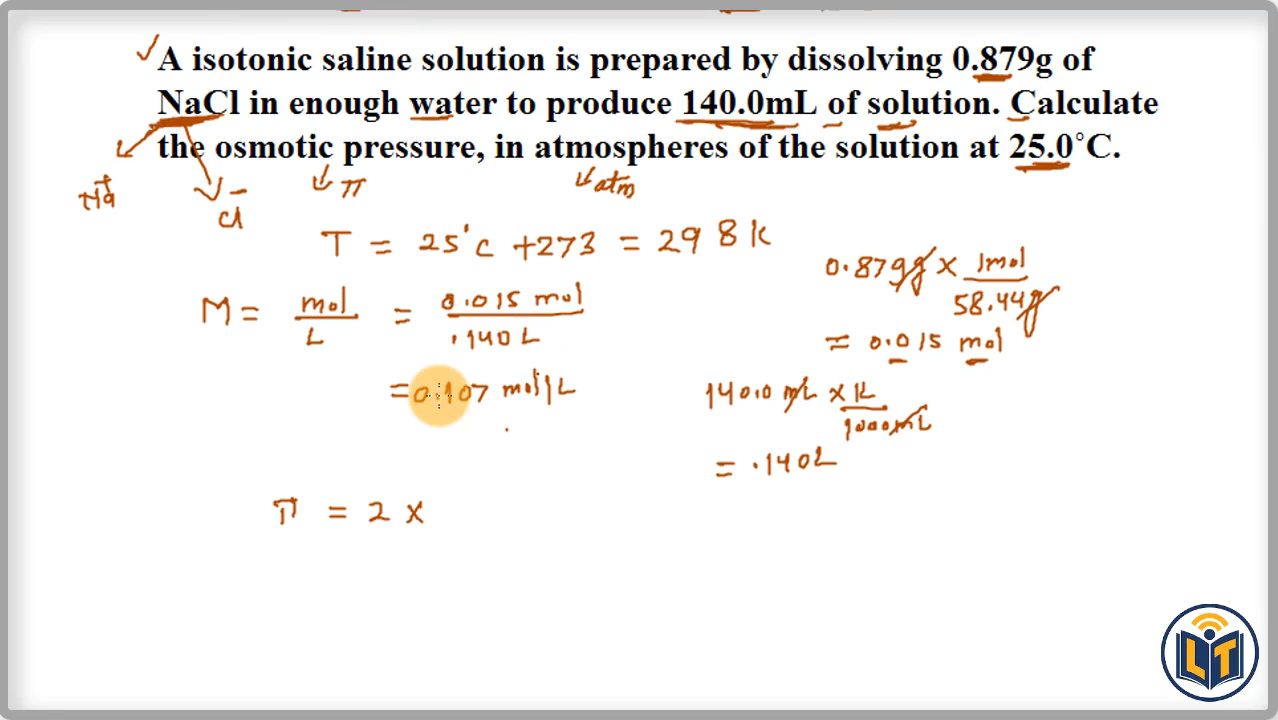 A isotonic saline solution is prepared by dissolving 0.879g of
NaCl in enough water to produce 140.0mL of solution. Calculate
the osmotic pressure, in atmospheres of the solution at 25.0°C.
Na+ Cl- π atm
T = 25°C +273 = 298 K
0.879g × 1mol / 58.44g
M = mol / L = 0.015 mol / .140 L
= 0.015 mol
= 0.107 mol/L
140.0 mL × 1L / 1000mL
= .140L
π = 2 ×
LT